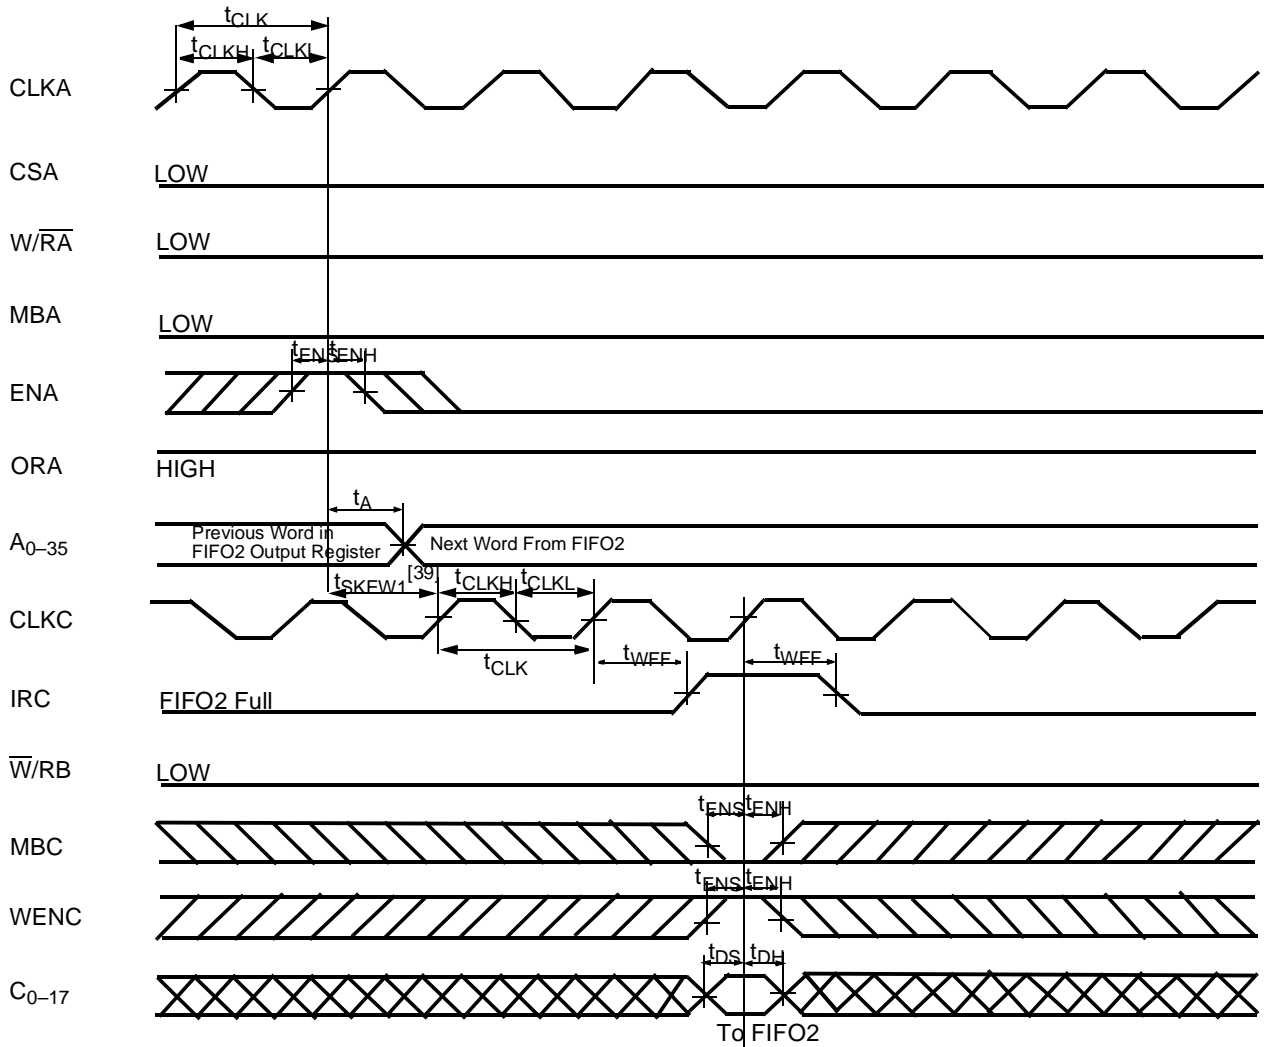 tCLK
tCLKH tCLKL
CLKA
CSA LOW
W/RA LOW
MBA LOW
tENS tENH
ENA
ORA HIGH
tA
A0–35 Previous Word in
FIFO2 Output Register Next Word From FIFO2
tSKEW1[39] tCLKH tCLKL
CLKC
tCLK tWFF tWFF
IRC FIFO2 Full
W/RB LOW
tENS tENH
MBC
tENS tENH
WENC
tDS tDH
C0–17
To FIFO2